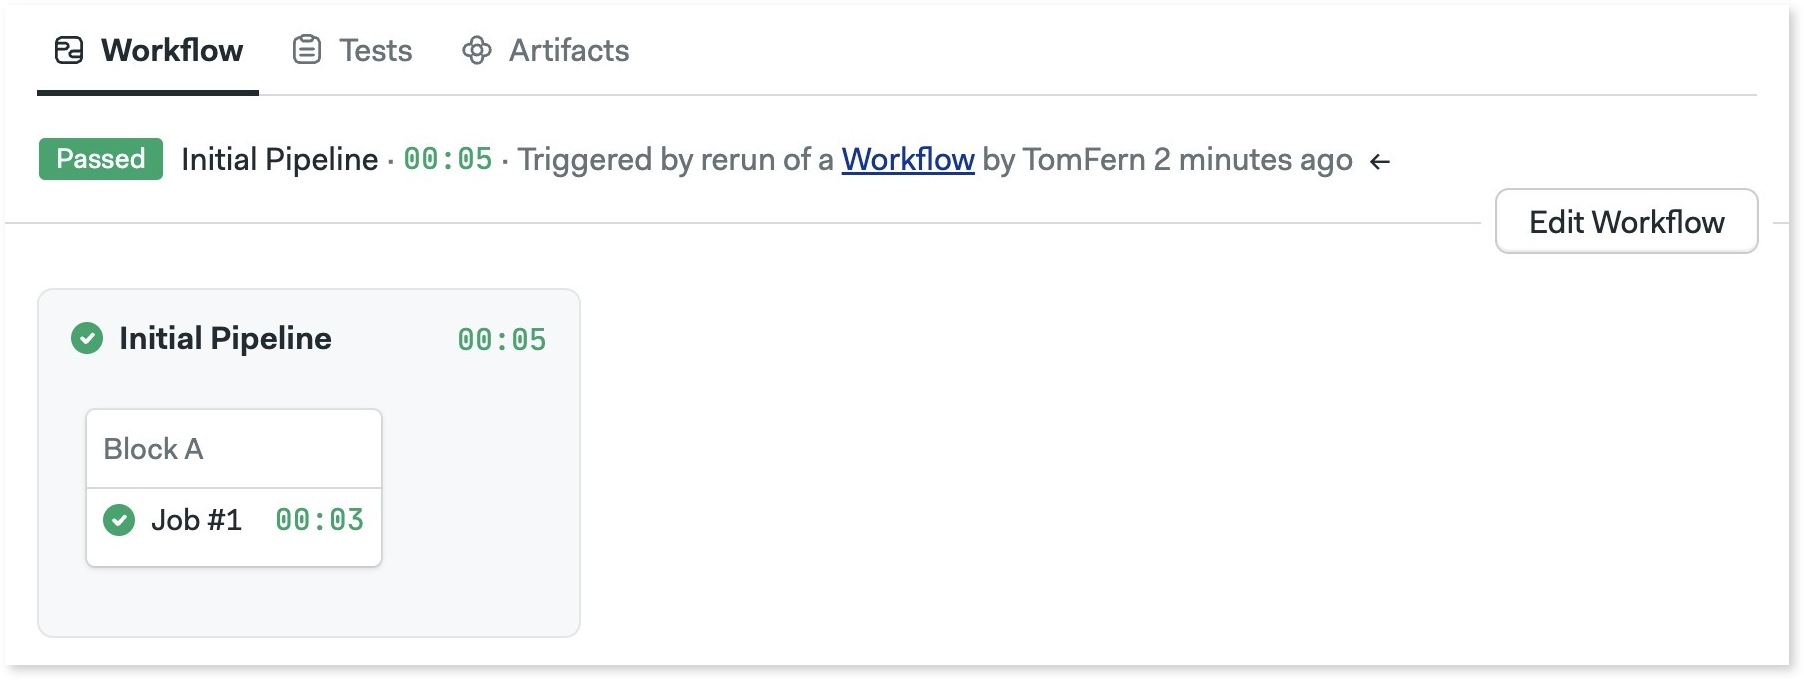 Workflow Tests Artifacts
Passed Initial Pipeline · 00:05 · Triggered by rerun of a Workflow by TomFern 2 minutes ago ←
Edit Workflow
Initial Pipeline 00:05
Block A
Job #1 00:03